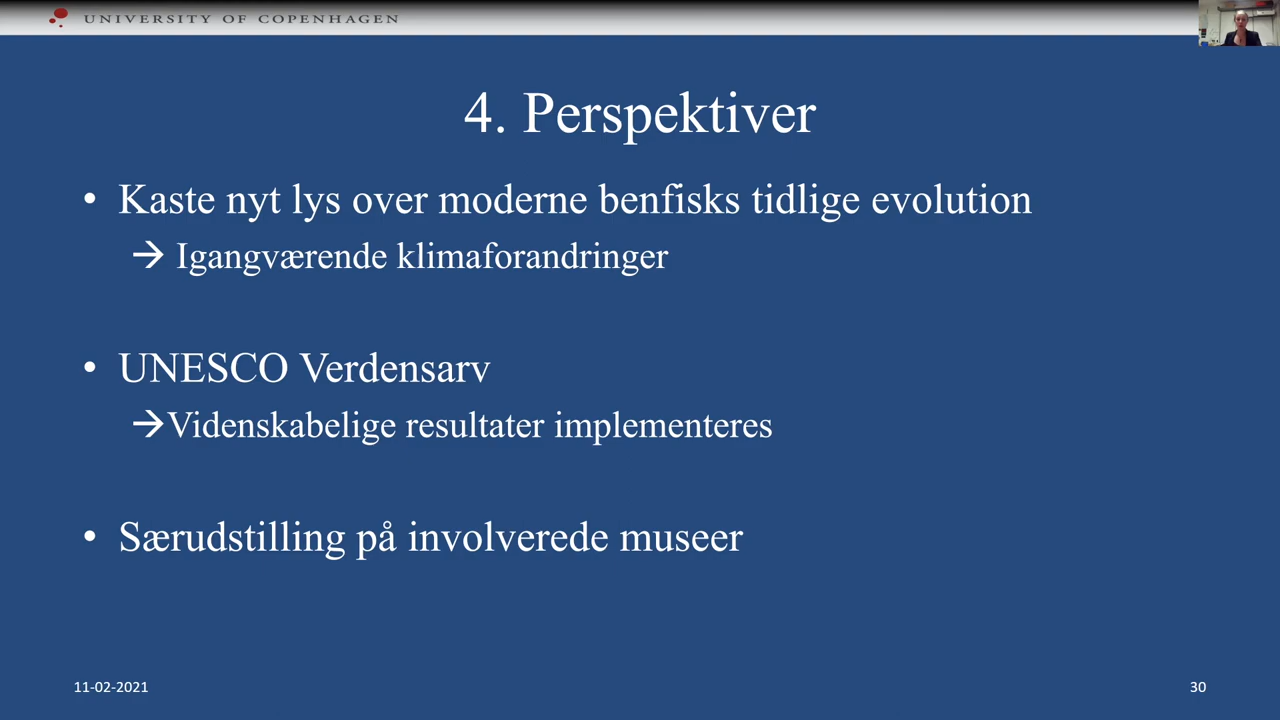 UNIVERSITY OF COPENHAGEN
4. Perspektiver
• Kaste nyt lys over moderne benfisks tidlige evolution
→ Igangværende klimaforandringer
• UNESCO Verdensarv
→Videnskabelige resultater implementeres
• Særudstilling på involverede museer
11-02-2021
30